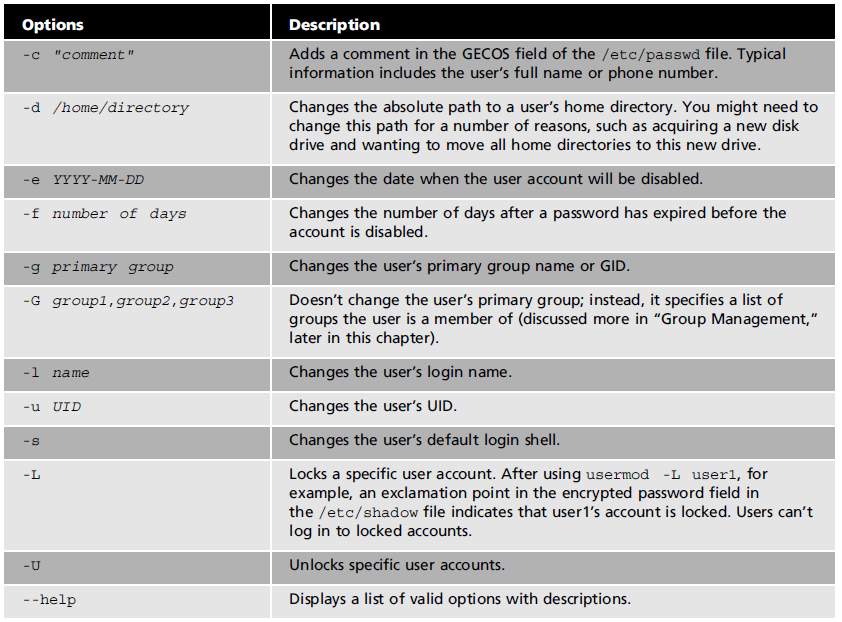 Options Description
-c "comment" Adds a comment in the GECOS field of the /etc/passwd file. Typical
information includes the user’s full name or phone number.
-d /home/directory Changes the absolute path to a user’s home directory. You might need to
change this path for a number of reasons, such as acquiring a new disk
drive and wanting to move all home directories to this new drive.
-e YYYY-MM-DD Changes the date when the user account will be disabled.
-f number of days Changes the number of days after a password has expired before the
account is disabled.
-g primary group Changes the user’s primary group name or GID.
-G group1,group2,group3 Doesn’t change the user’s primary group; instead, it specifies a list of
groups the user is a member of (discussed more in “Group Management,”
later in this chapter).
-l name Changes the user’s login name.
-u UID Changes the user’s UID.
-s Changes the user’s default login shell.
-L Locks a specific user account. After using usermod -L user1, for
example, an exclamation point in the encrypted password field in
the /etc/shadow file indicates that user1’s account is locked. Users can’t
log in to locked accounts.
-U Unlocks specific user accounts.
--help Displays a list of valid options with descriptions.